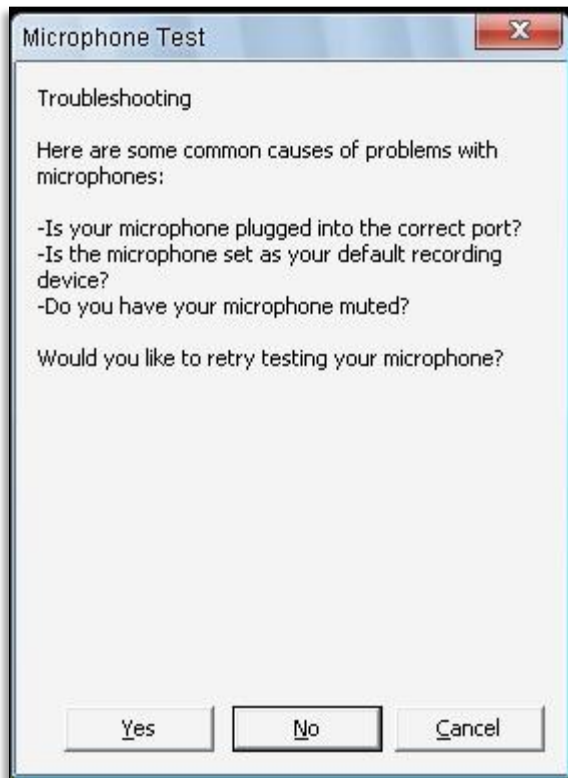 Microphone Test
Troubleshooting
Here are some common causes of problems with
microphones:
-Is your microphone plugged into the correct port?
-Is the microphone set as your default recording
device?
-Do you have your microphone muted?
Would you like to retry testing your microphone?
Yes No Cancel